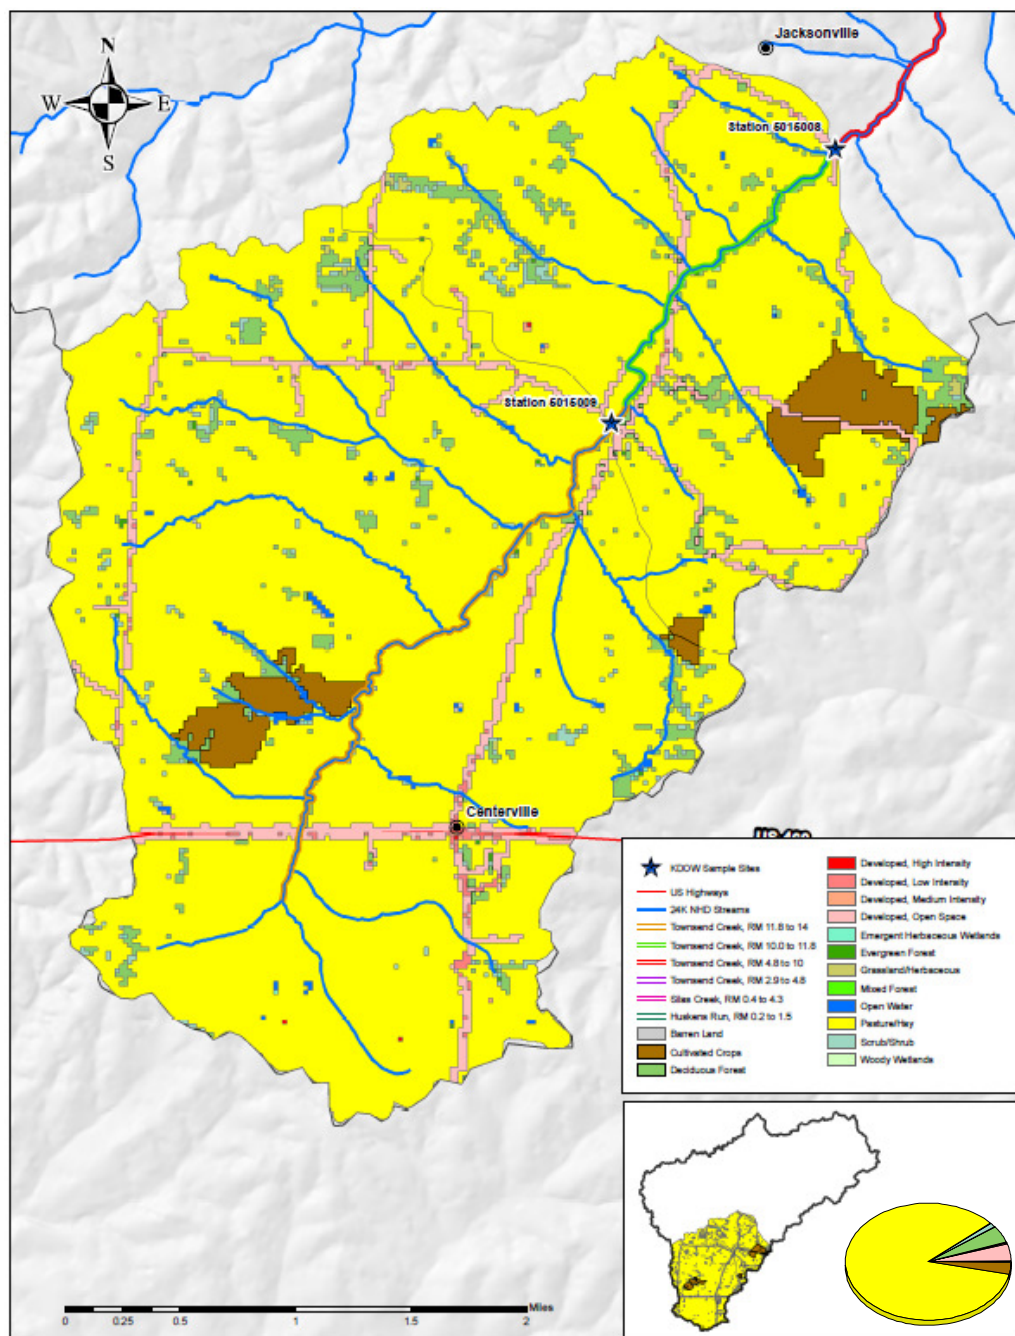 Jacksonville
N
W
E
S
Station 5015008
Station 5015009
Centerville
KDOW Sample Sites
US Highways
24K NHD Streams
Townsend Creek, RM 11.8 to 14
Townsend Creek, RM 10.0 to 11.8
Townsend Creek, RM 4.8 to 10
Townsend Creek, RM 2.9 to 4.8
Silas Creek, RM 0.4 to 4.3
Huskens Run, RM 0.2 to 1.5
Barren Land
Cultivated Crops
Deciduous Forest
Developed, High Intensity
Developed, Low Intensity
Developed, Medium Intensity
Developed, Open Space
Emergent Herbaceous Wetlands
Evergreen Forest
Grassland/Herbaceous
Mixed Forest
Open Water
Pasture/Hay
Scrub/Shrub
Woody Wetlands
Miles
0 0.25 0.5 1 1.5 2